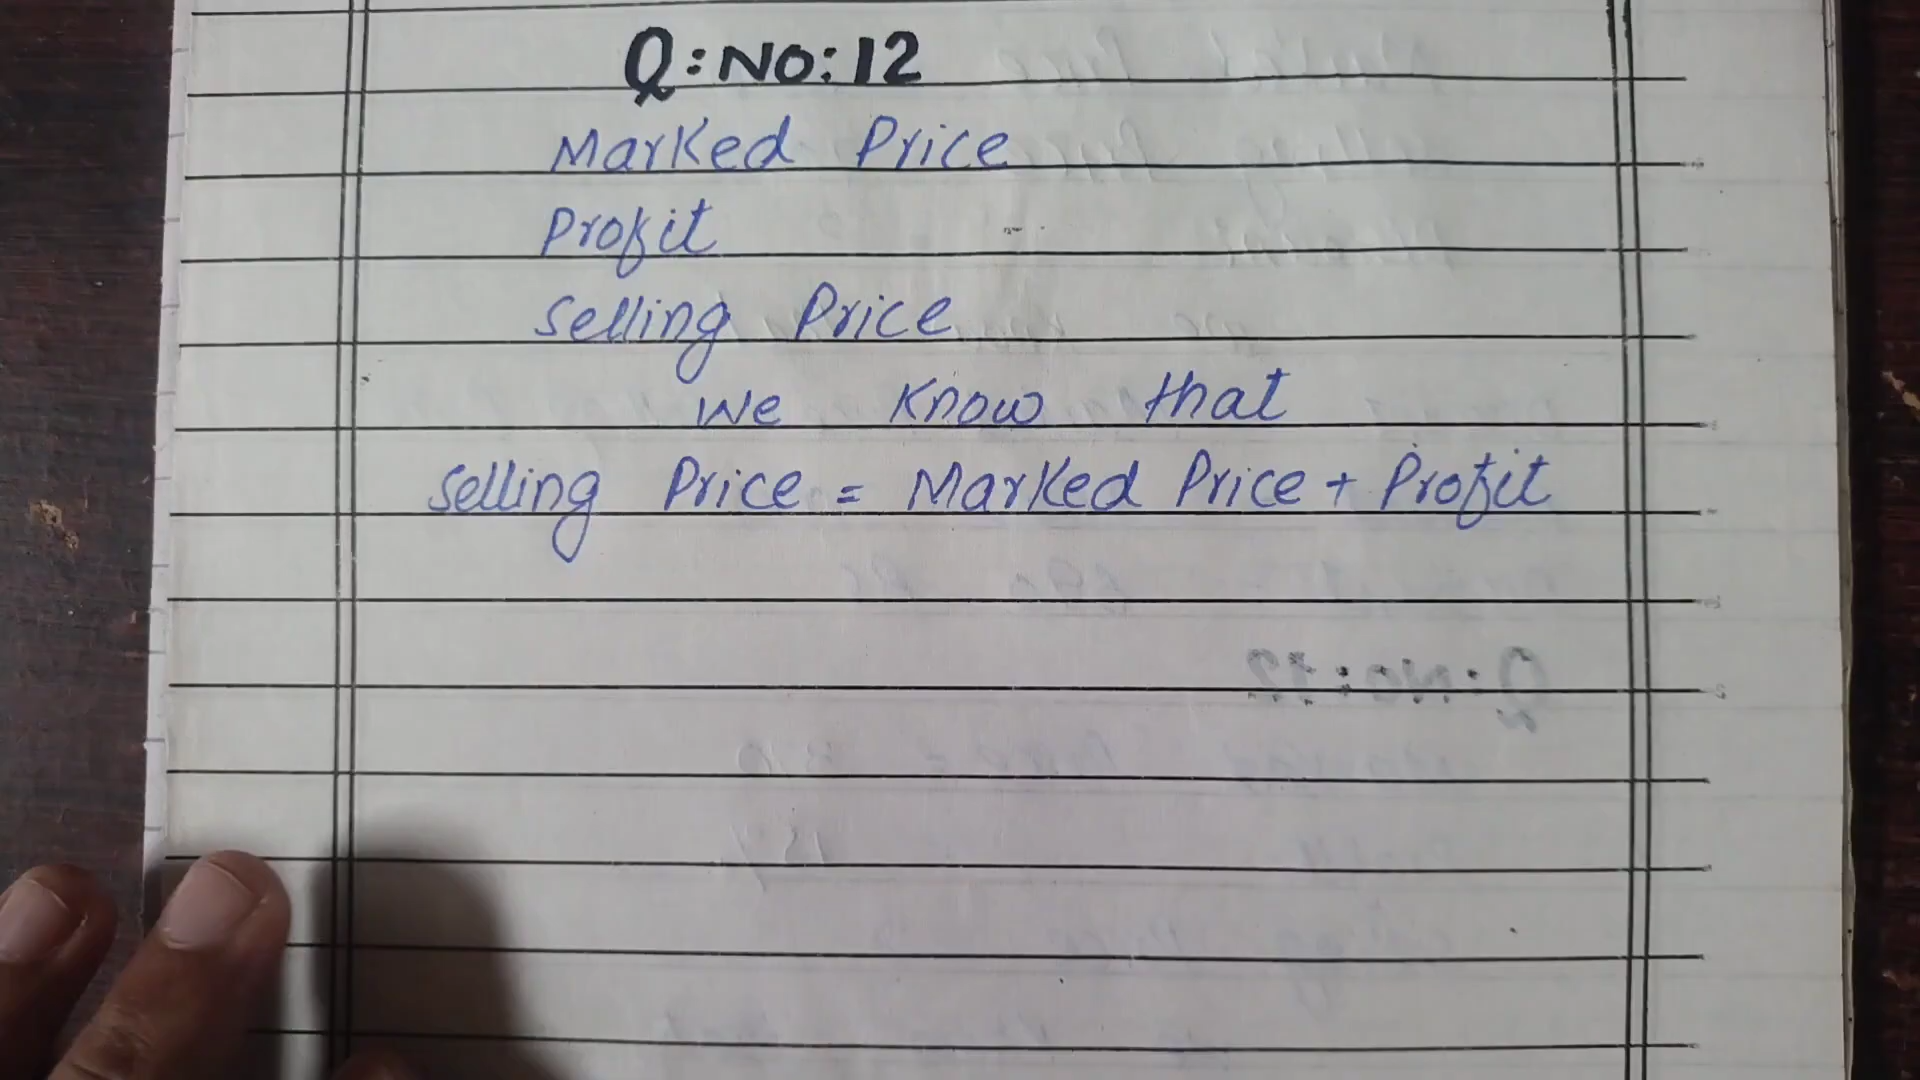 Q:NO:12
Marked Price
Profit
Selling Price
We Know that
Selling Price = Marked Price + Profit